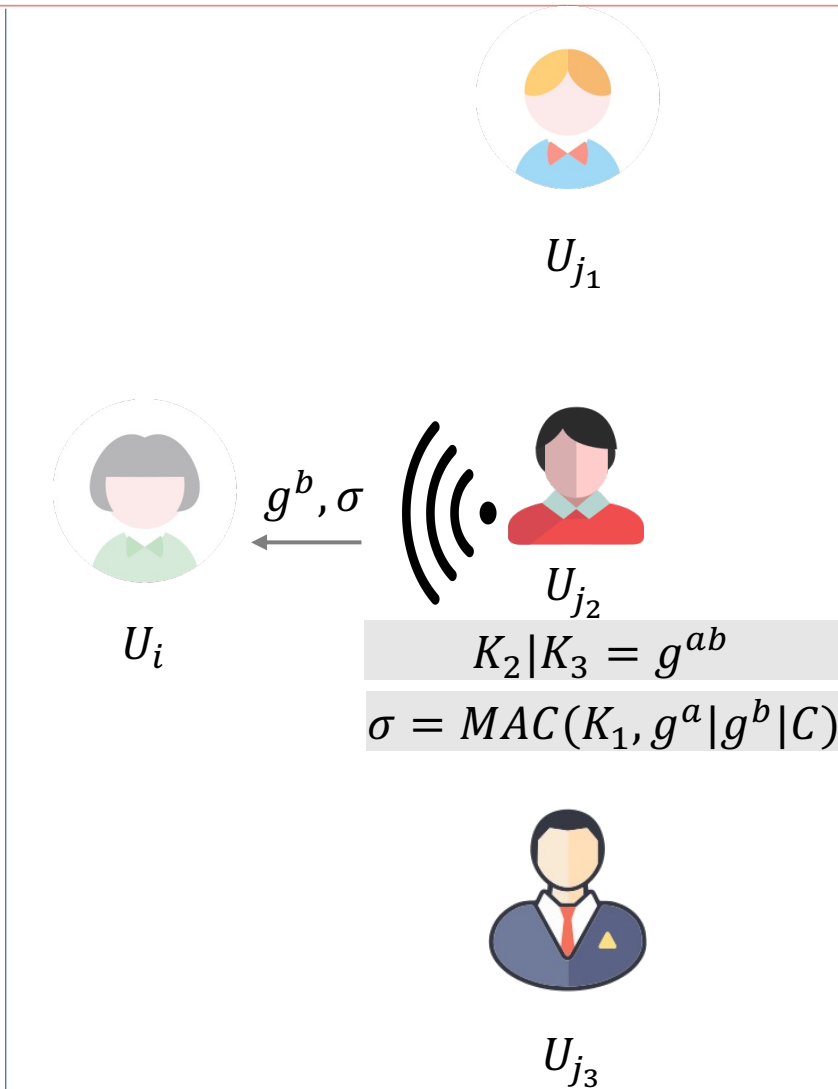 U_{j_1}
g^b, σ
U_{j_2}
U_i
K_2|K_3 = g^{ab}
σ = MAC(K_1, g^a|g^b|C)
U_{j_3}